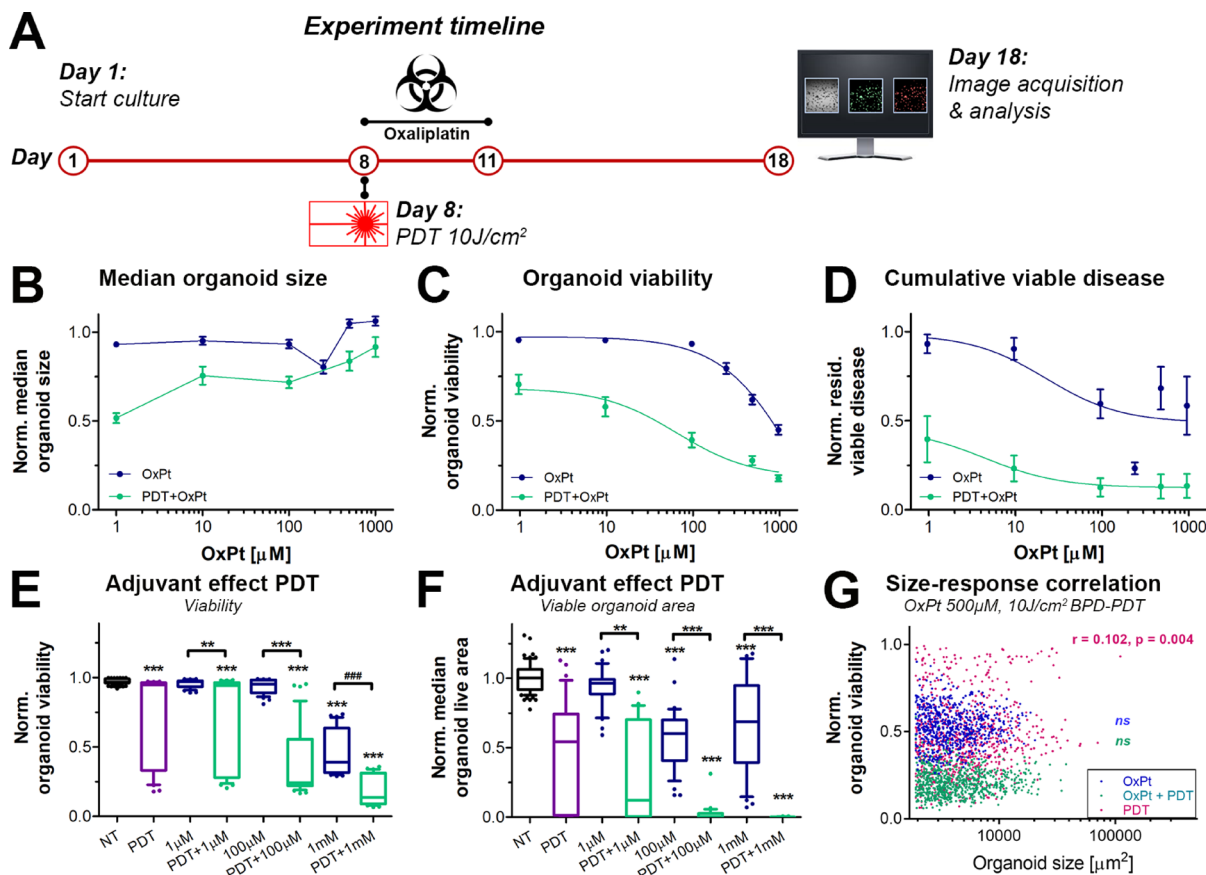 A
Experiment timeline
Day 1:
Start culture
Oxaliplatin
Day 18:
Image acquisition
& analysis
Day
1
8
11
18
Day 8:
PDT 10J/cm²
B
Median organoid size
Norm. median
organoid size
1.0
0.5
0.0
OxPt
PDT+OxPt
1
10
100
1000
OxPt [µM]
C
Organoid viability
Norm.
organoid viability
1.0
0.5
0.0
OxPt
PDT+OxPt
1
10
100
1000
OxPt [µM]
D
Cumulative viable disease
Norm. resid.
viable disease
1.0
0.5
0.0
OxPt
PDT+OxPt
1
10
100
1000
OxPt [µM]
E
Adjuvant effect PDT
Viability
Norm.
organoid viability
1.0
0.5
0.0
***
**
***
***
***
***
###
***
NT
PDT
1µM
PDT+1µM
100µM
PDT+100µM
1mM
PDT+1mM
F
Adjuvant effect PDT
Viable organoid area
Norm. median
organoid live area
1.0
0.5
0.0
***
**
***
***
***
***
***
***
***
NT
PDT
1µM
PDT+1µM
100µM
PDT+100µM
1mM
PDT+1mM
G
Size-response correlation
OxPt 500µM, 10J/cm² BPD-PDT
Norm.
organoid viability
1.0
0.5
0.0
r = 0.102, p = 0.004
ns
ns
OxPt
OxPt + PDT
PDT
10000
100000
Organoid size [µm²]